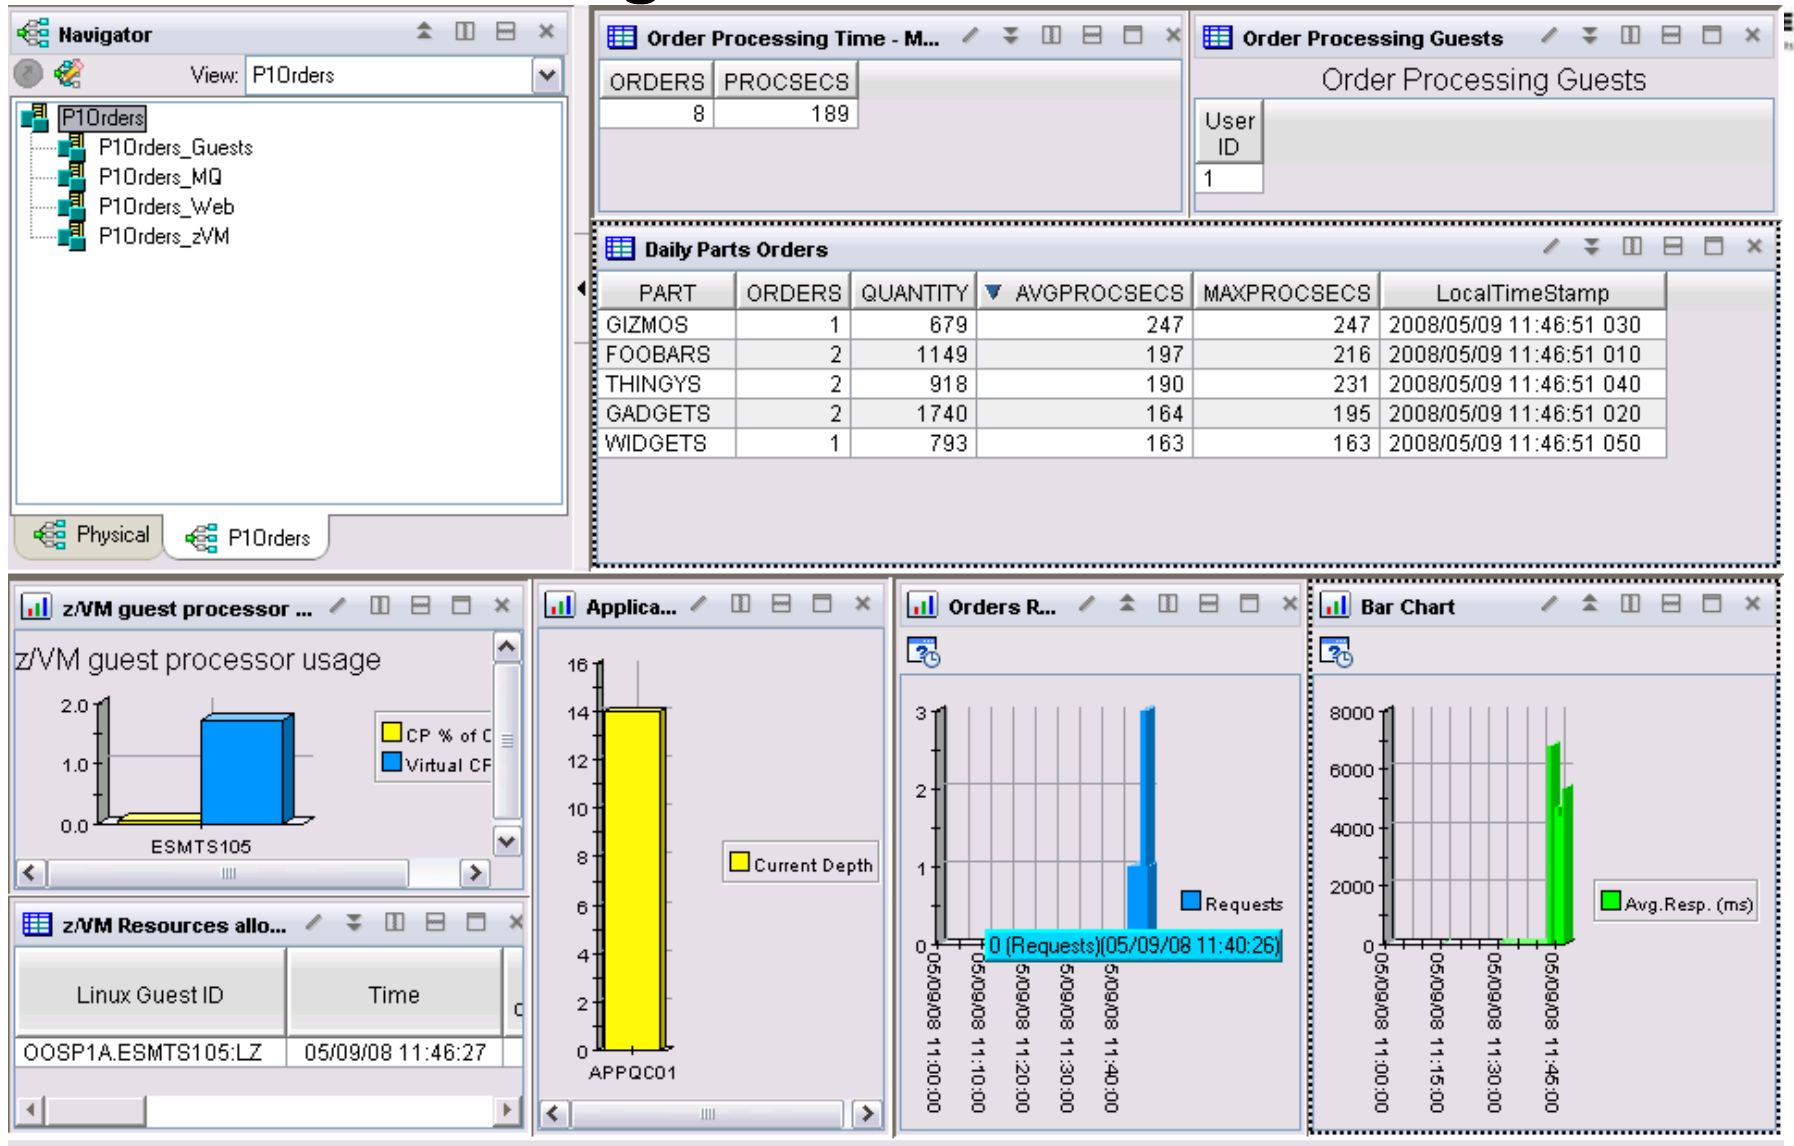 Navigator
View: P1Orders
P1Orders
P1Orders_Guests
P1Orders_MQ
P1Orders_Web
P1Orders_zVM
Physical
P1Orders
Order Processing Time - M...
ORDERS PROCSECS
8 189
Order Processing Guests
Order Processing Guests
User
ID
1
Daily Parts Orders
PART ORDERS QUANTITY AVGPROCSECS MAXPROCSECS LocalTimeStamp
GIZMOS 1 679 247 247 2008/05/09 11:46:51 030
FOOBARS 2 1149 197 216 2008/05/09 11:46:51 010
THINGYS 2 918 190 231 2008/05/09 11:46:51 040
GADGETS 2 1740 164 195 2008/05/09 11:46:51 020
WIDGETS 1 793 163 163 2008/05/09 11:46:51 050
z/VM guest processor ...
z/VM guest processor usage
2.0
1.0
0.0
ESMTS105
CP % of C
Virtual CP
z/VM Resources allo...
Linux Guest ID Time
OOSP1A.ESMTS105:LZ 05/09/08 11:46:27
Applica...
16
14
12
10
8
6
4
2
0
APPQC01
Current Depth
Orders R...
3
2
1
0
Requests
0 (Requests)(05/09/08 11:40:26)
05/09/08 11:00:00
05/09/08 11:10:00
5/09/08 11:20:00
5/09/08 11:30:00
5/09/08 11:40:00
Bar Chart
8000
6000
4000
2000
0
Avg.Resp. (ms)
05/09/08 11:00:00
05/09/08 11:15:00
05/09/08 11:30:00
05/09/08 11:45:00